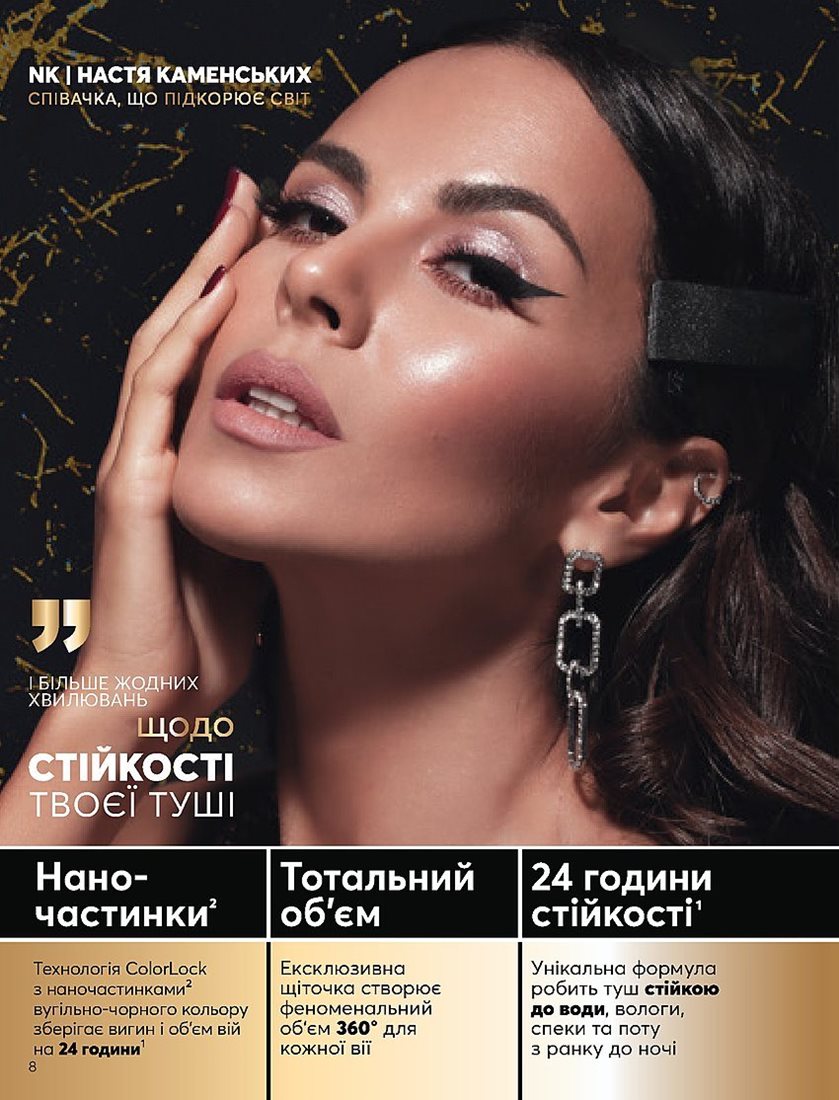 NK | НАСТЯ КАМЕНСЬКИХ
СПІВАЧКА, ЩО ПІДКОРЮЄ СВІТ
”
І БІЛЬШЕ ЖОДНИХ
ХВИЛЮВАНЬ
ЩОДО
СТІЙКОСТІ
ТВОЄЇ ТУШІ
Нано-
частинки²
Технологія ColorLock
з наночастинками²
вугільно-чорного кольору
зберігає вигин і об’єм вій
на 24 години¹
Тотальний
об’єм
Ексклюзивна
щіточка створює
феноменальний
об’єм 360° для
кожної вії
24 години
стійкості¹
Унікальна формула
робить туш стійкою
до води, вологи,
спеки та поту
з ранку до ночі
8